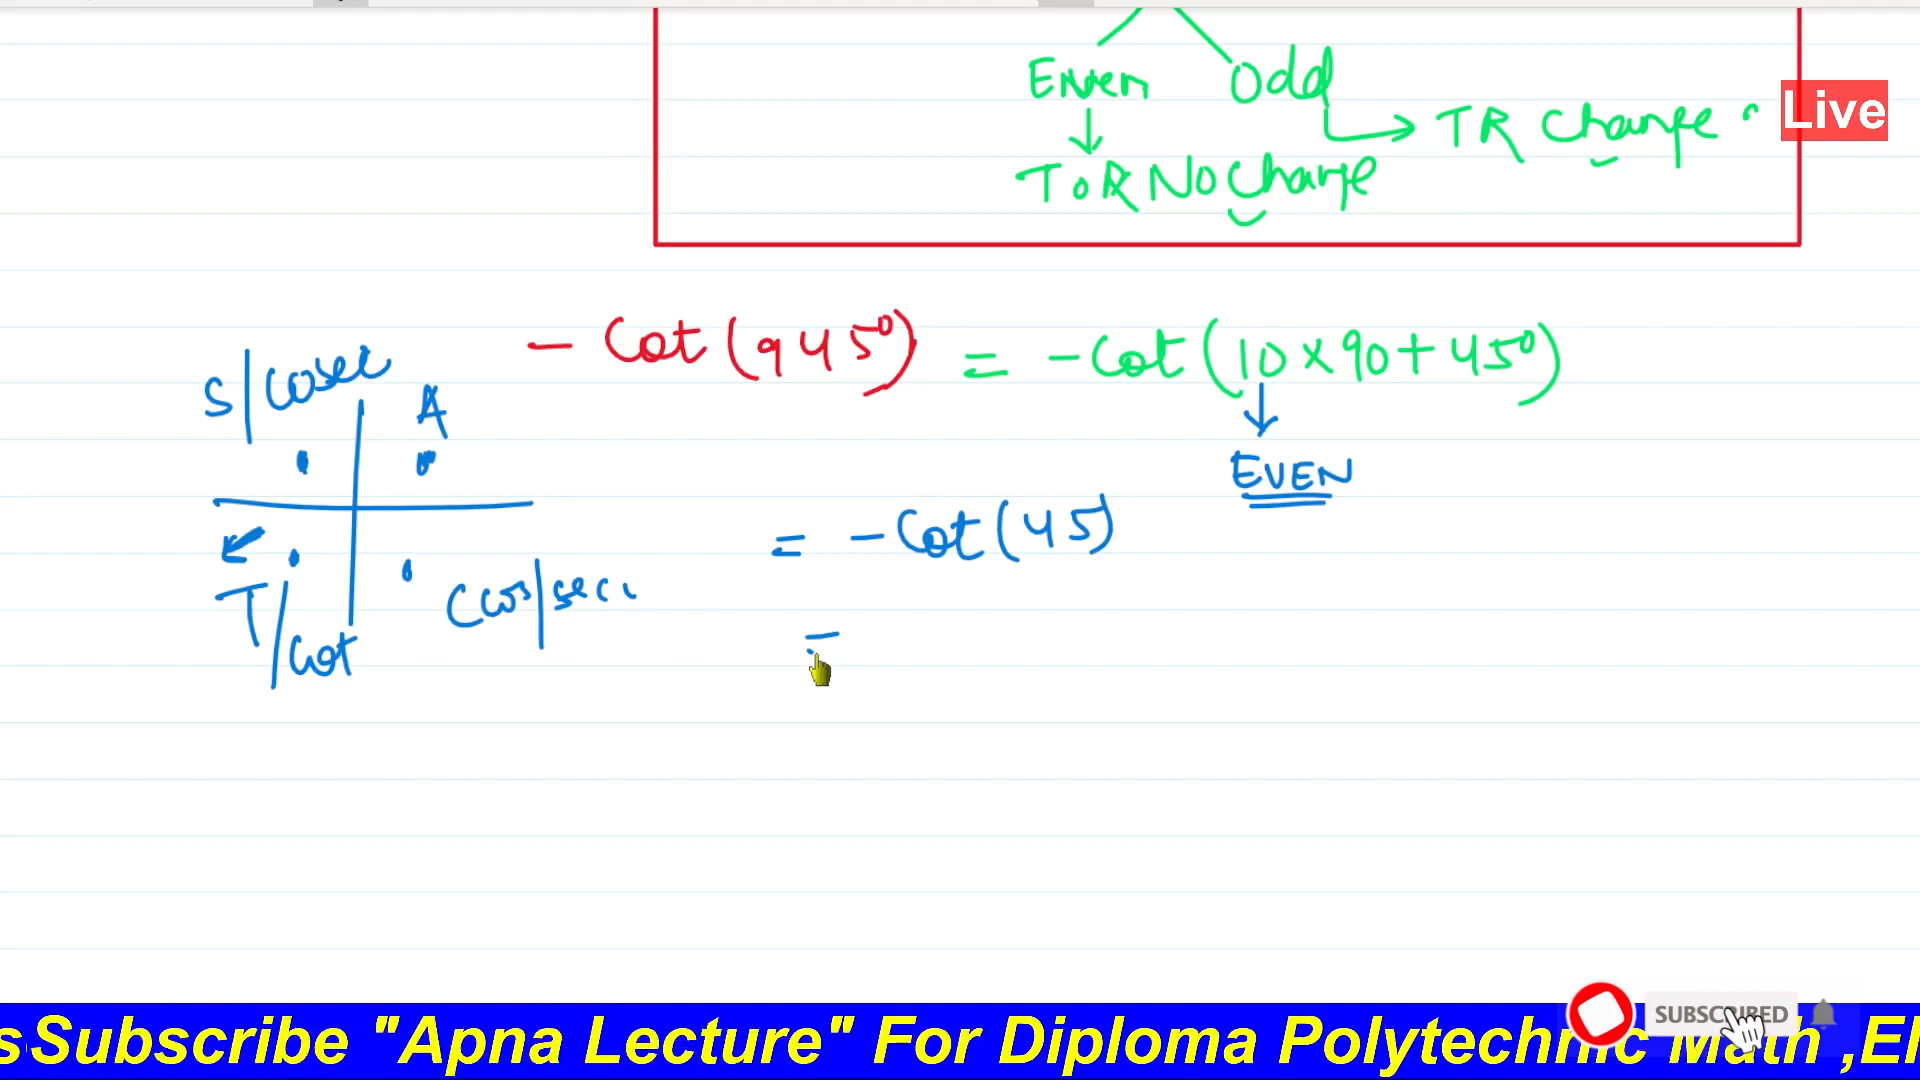 Even Odd
TR Change
Live
T o R No Change
- Cot (945°) = - Cot (10 × 90 + 45°)
S/Cosec
A
EVEN
= - Cot (45)
T/Cot
Cos/sec
=
SUBSCRIBED
s Subscribe "Apna Lecture" For Diploma Polytechnic Math ,El